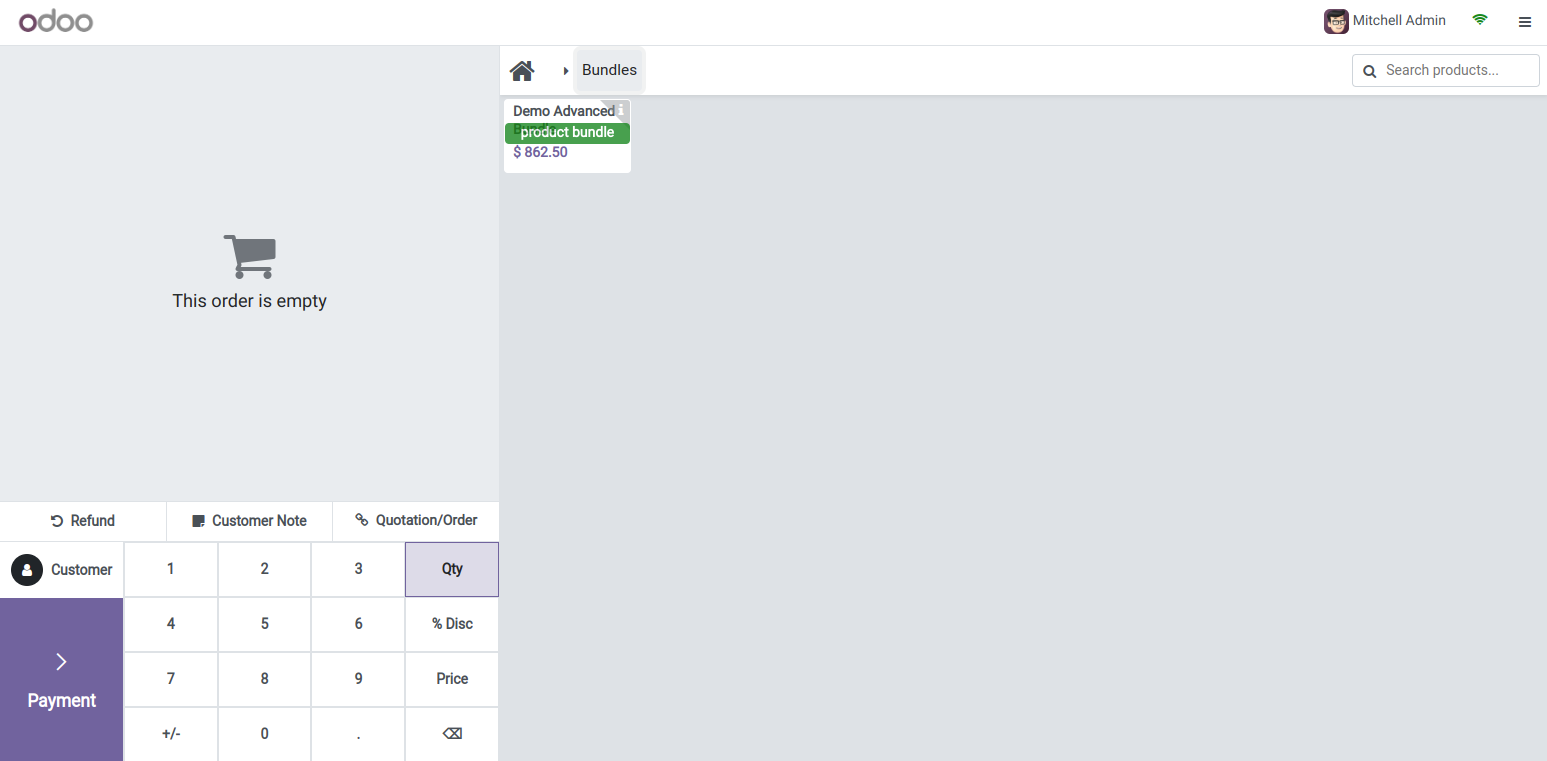 odoo
Mitchell Admin
Bundles
Search products...
Demo Advanced
product bundle
$ 862.50
This order is empty
Refund
Customer Note
Quotation/Order
Customer
1
2
3
Qty
4
5
6
% Disc
7
8
9
Price
Payment
+/-
0
.